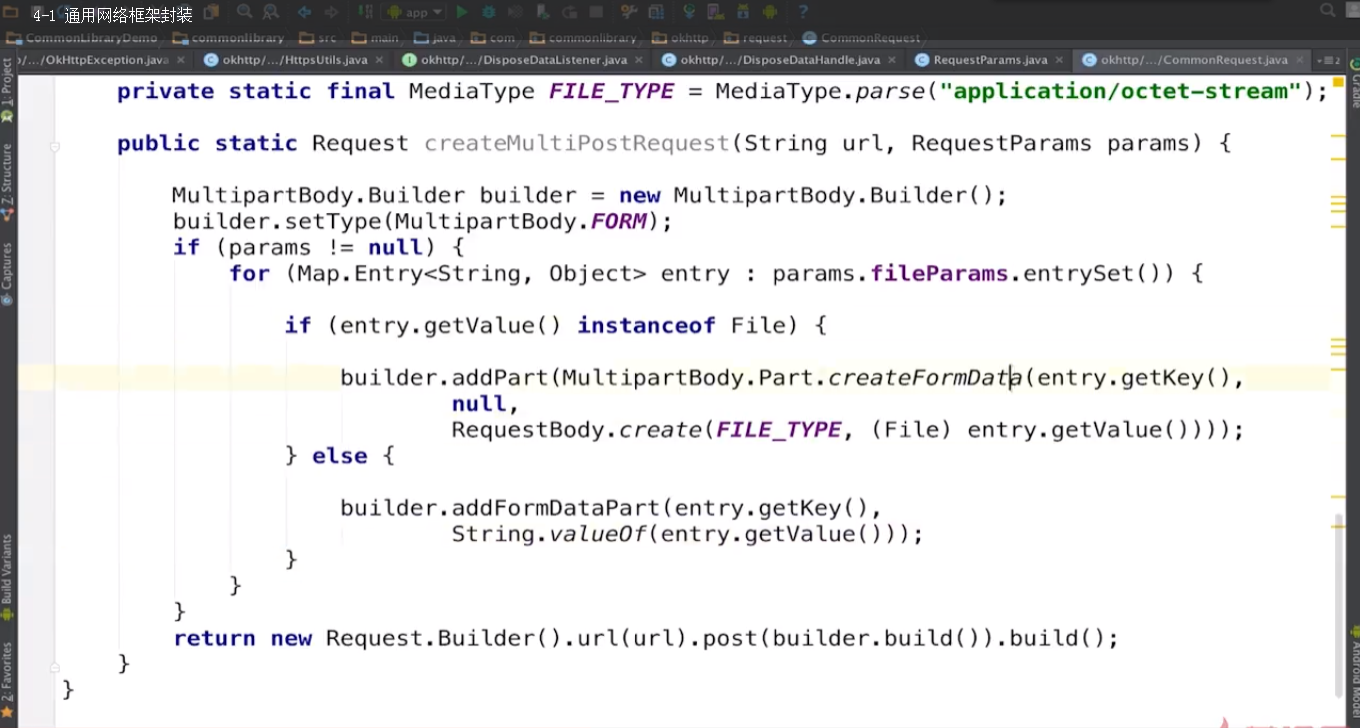 4-1 通用网络框架封装
app
CommonLibraryDemo commonlibrary src main java com commonlibrary okhttp request CommonRequest
/.../OkHttpException.java okhttp/.../HttpsUtils.java okhttp/.../DisposeDataListener.java okhttp/.../DisposeDataHandle.java RequestParams.java okhttp/.../CommonRequest.java
1: Project
Z: Structure
Captures
Build Variants
2: Favorites
Gradle
Android Model
private static final MediaType FILE_TYPE = MediaType.parse("application/octet-stream");
public static Request createMultiPostRequest(String url, RequestParams params) {
MultipartBody.Builder builder = new MultipartBody.Builder();
builder.setType(MultipartBody.FORM);
if (params != null) {
for (Map.Entry<String, Object> entry : params.fileParams.entrySet()) {
if (entry.getValue() instanceof File) {
builder.addPart(MultipartBody.Part.createFormData(entry.getKey(),
null,
RequestBody.create(FILE_TYPE, (File) entry.getValue())));
} else {
builder.addFormDataPart(entry.getKey(),
String.valueOf(entry.getValue()));
}
}
}
return new Request.Builder().url(url).post(builder.build()).build();
}
}